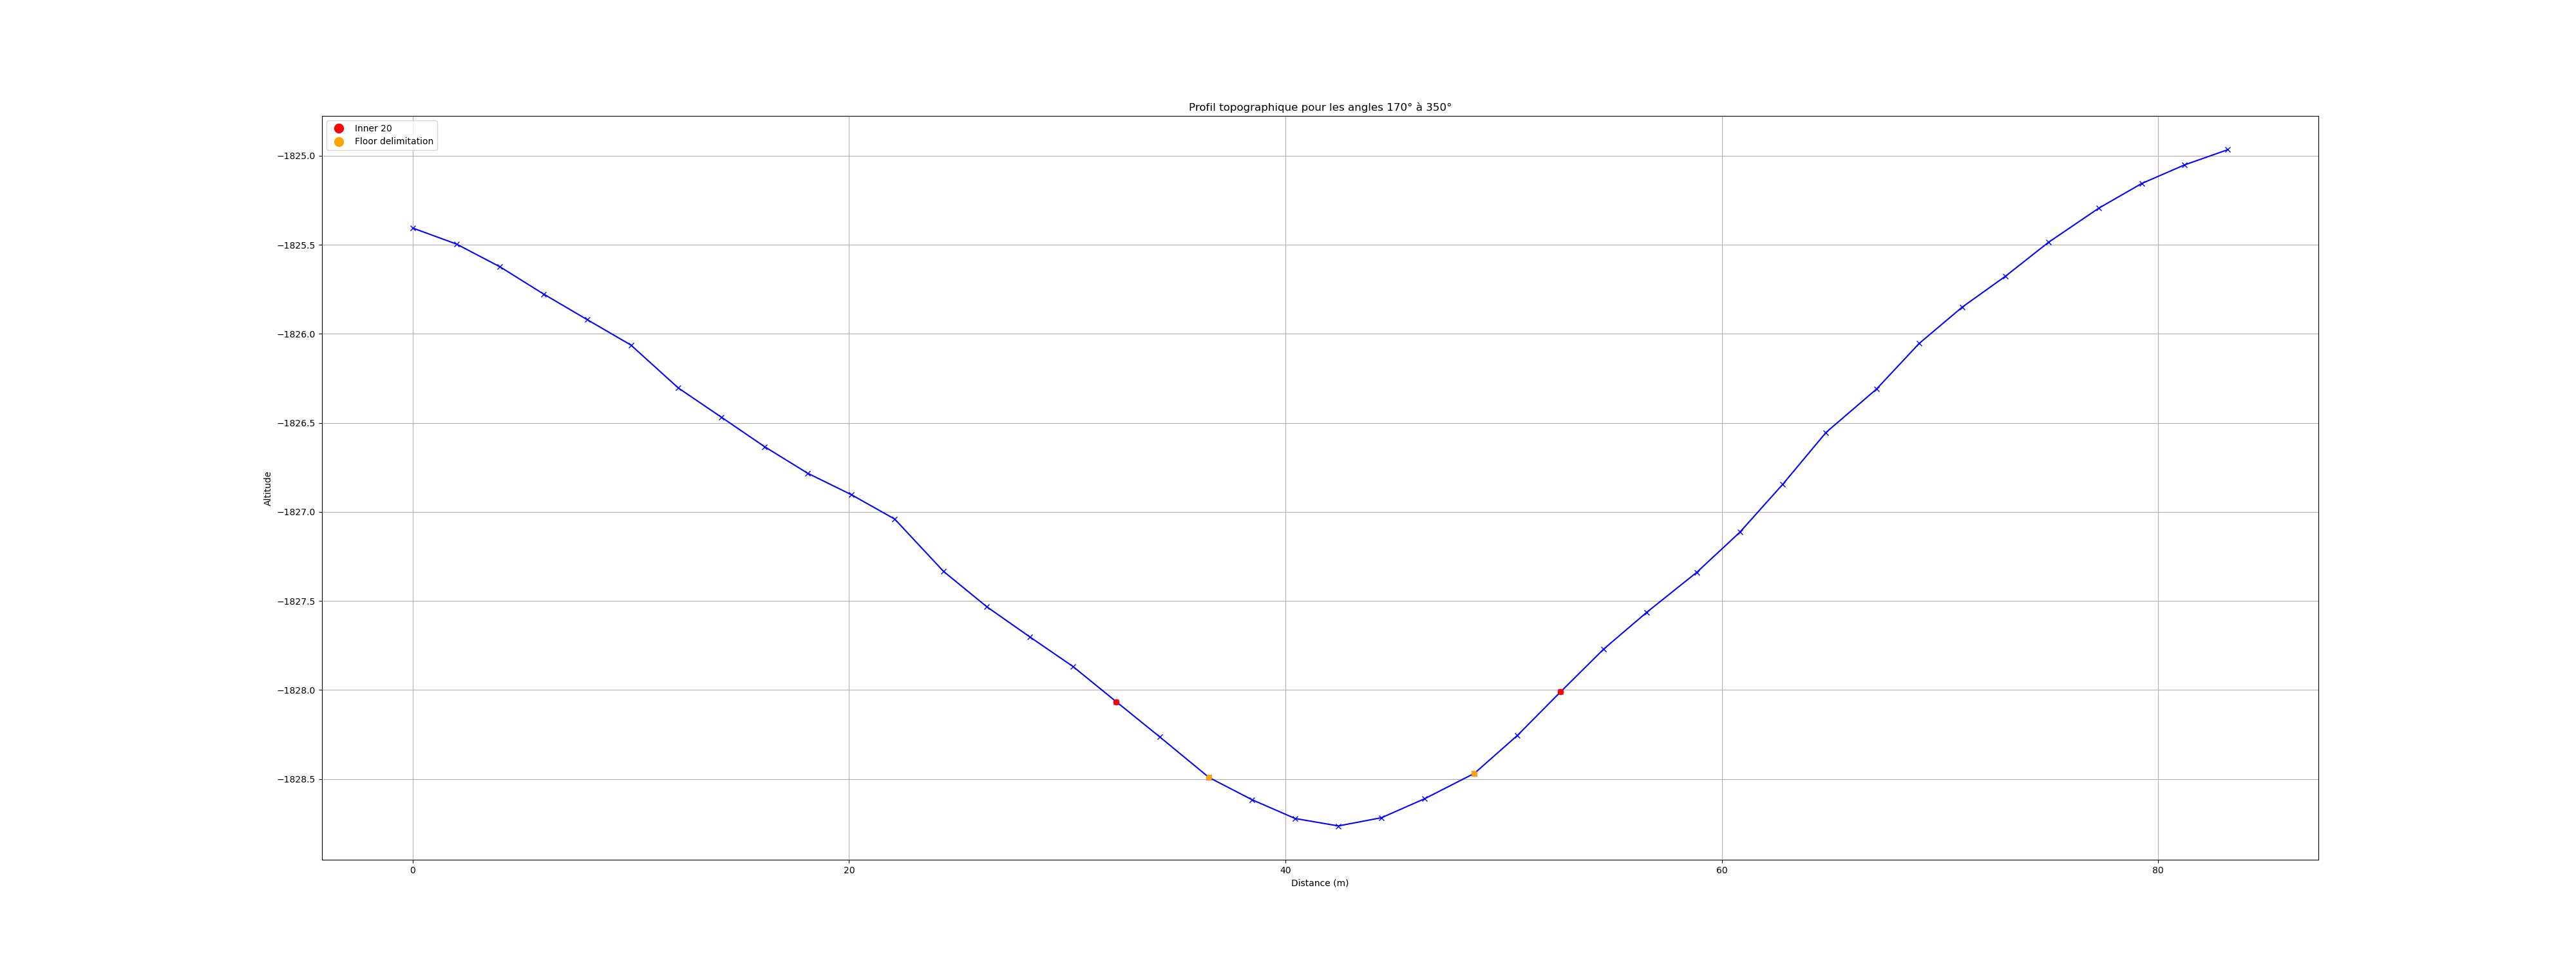 Profil topographique pour les angles 170° à 350°
Inner 20
Floor delimitation
−1825.0
−1825.5
−1826.0
−1826.5
−1827.0
−1827.5
−1828.0
−1828.5
Altitude
0
20
40
60
80
Distance (m)